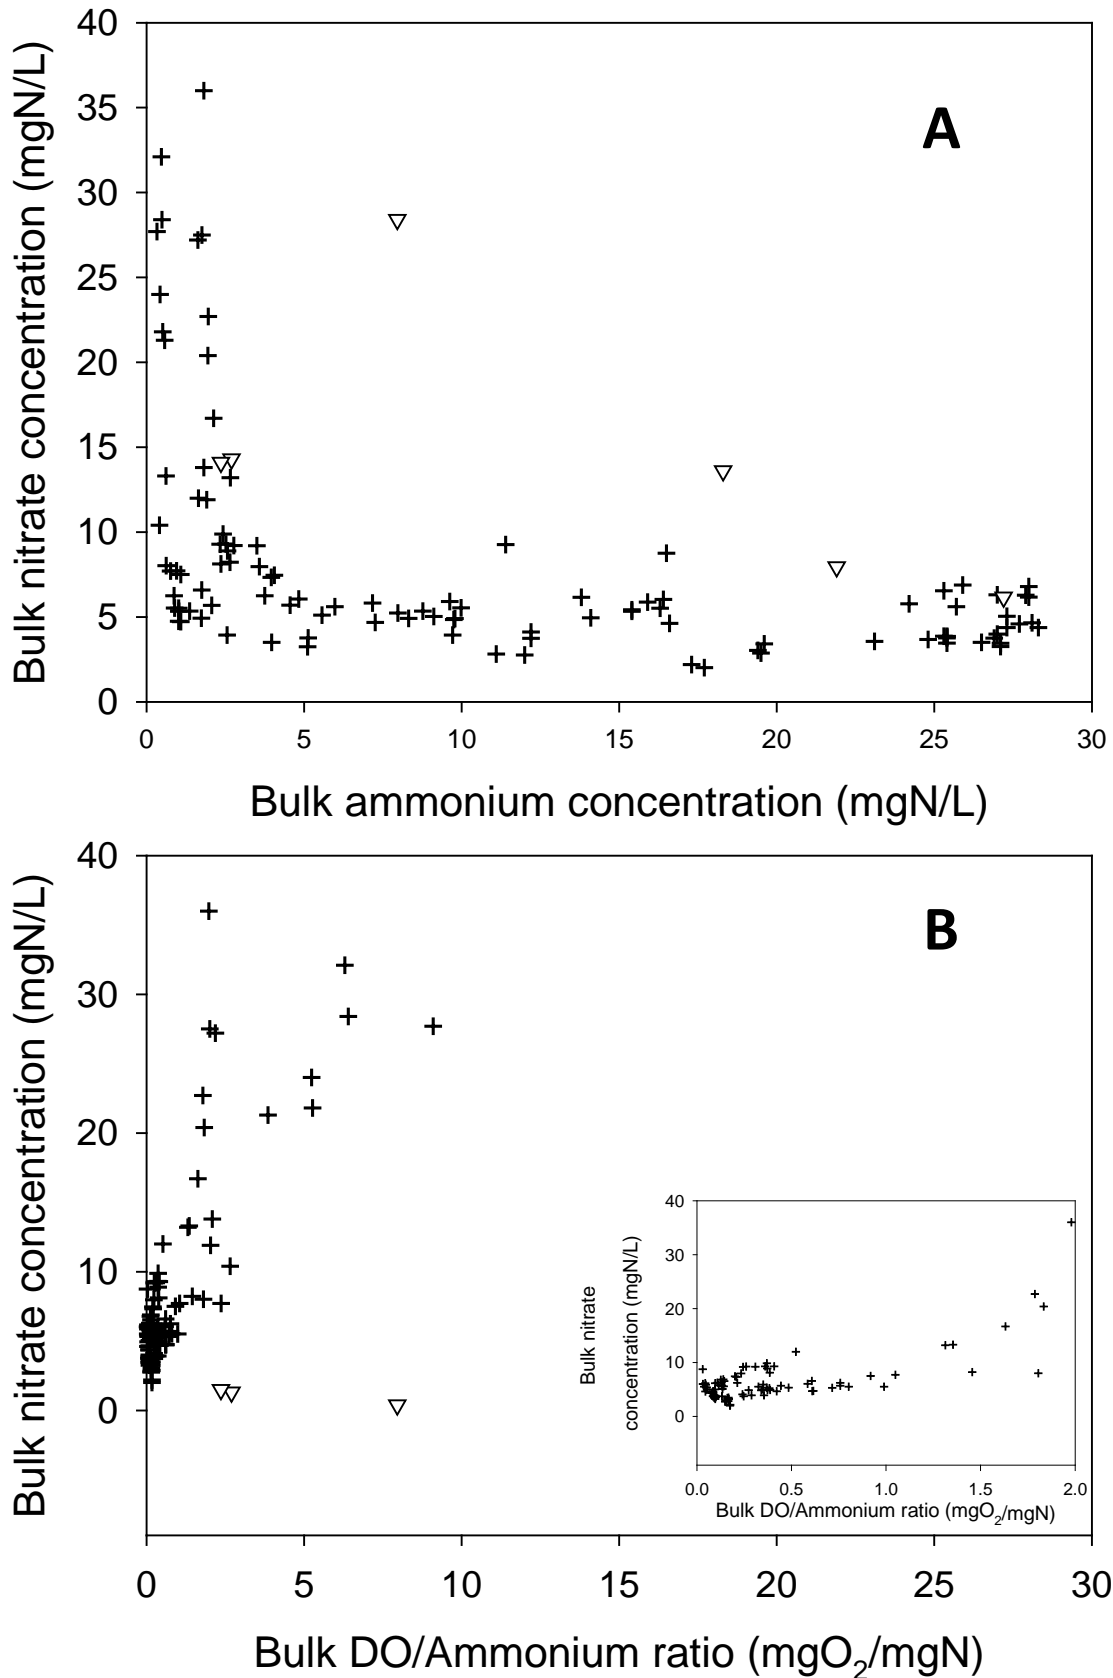 40
35
30
25
20
15
10
5
0
Bulk nitrate concentration (mgN/L)
A
0 5 10 15 20 25 30
Bulk ammonium concentration (mgN/L)
40
30
20
10
0
Bulk nitrate concentration (mgN/L)
B
40
30
20
10
0
Bulk nitrate
concentration (mgN/L)
0.0 0.5 1.0 1.5 2.0
Bulk DO/Ammonium ratio (mgO₂/mgN)
0 5 10 15 20 25 30
Bulk DO/Ammonium ratio (mgO₂/mgN)